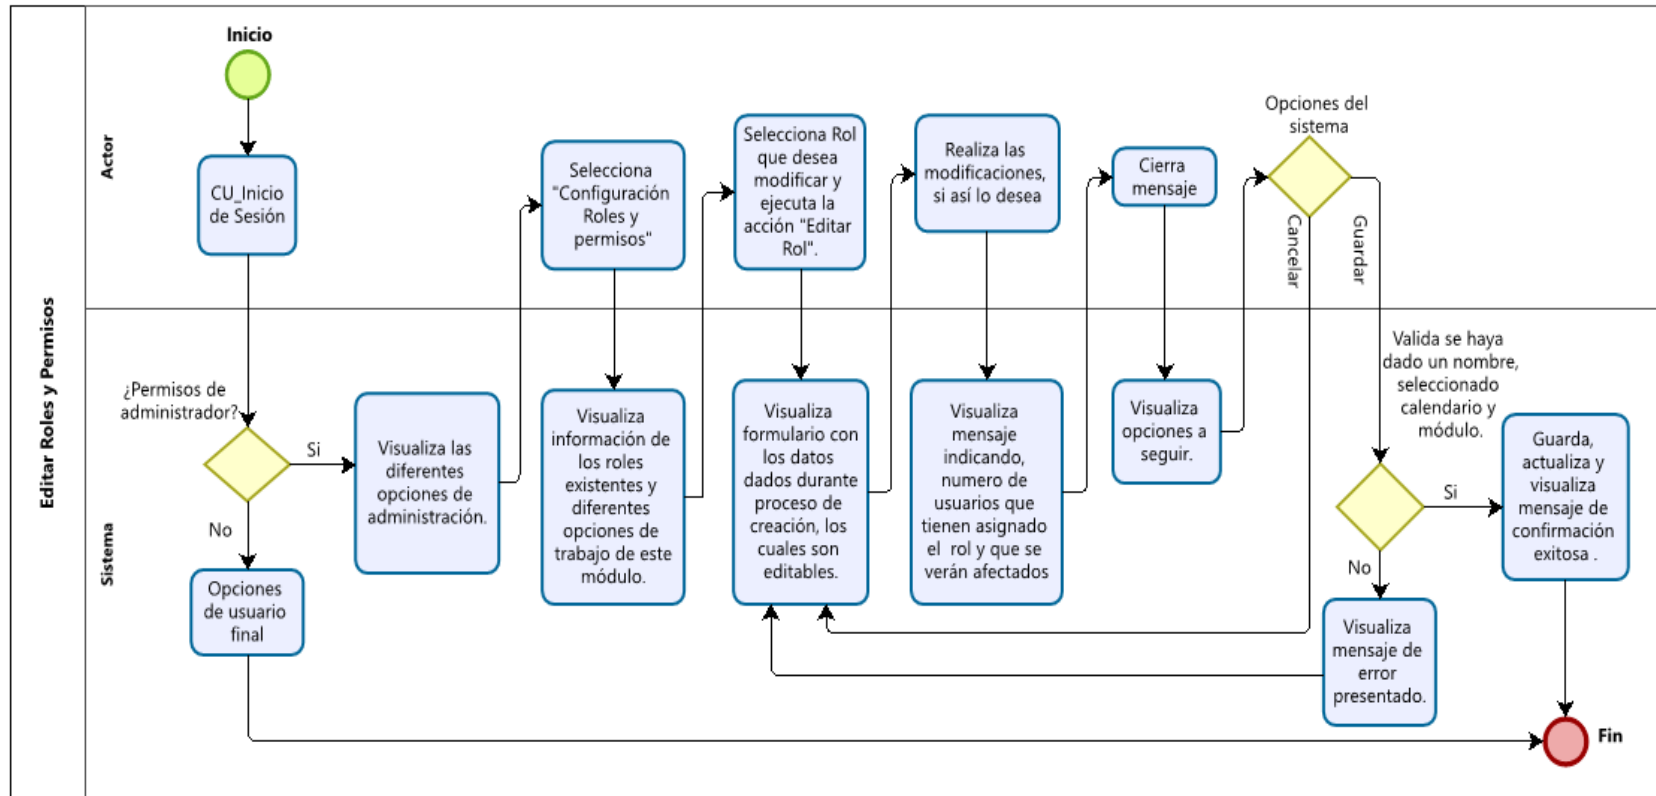 Editar Roles y Permisos
Actor
Inicio
CU_Inicio
de Sesión
Selecciona
"Configuración
Roles y
permisos"
Selecciona Rol
que desea
modificar y
ejecuta la
acción "Editar
Rol".
Realiza las
modificaciones,
si así lo desea
Cierra
mensaje
Opciones del
sistema
Cancelar
Guardar
Sistema
¿Permisos de
administrador?
Si
No
Opciones
de usuario
final
Visualiza las
diferentes
opciones de
administración.
Visualiza
información de
los roles
existentes y
diferentes
opciones de
trabajo de este
módulo.
Visualiza
formulario con
los datos
dados durante
proceso de
creación, los
cuales son
editables.
Visualiza
mensaje
indicando,
numero de
usuarios que
tienen asignado
el rol y que se
verán afectados
Visualiza
opciones a
seguir.
Valida se haya
dado un nombre,
seleccionado
calendario y
módulo.
Si
No
Guarda,
actualiza y
visualiza
mensaje de
confirmación
exitosa .
Visualiza
mensaje de
error
presentado.
Fin